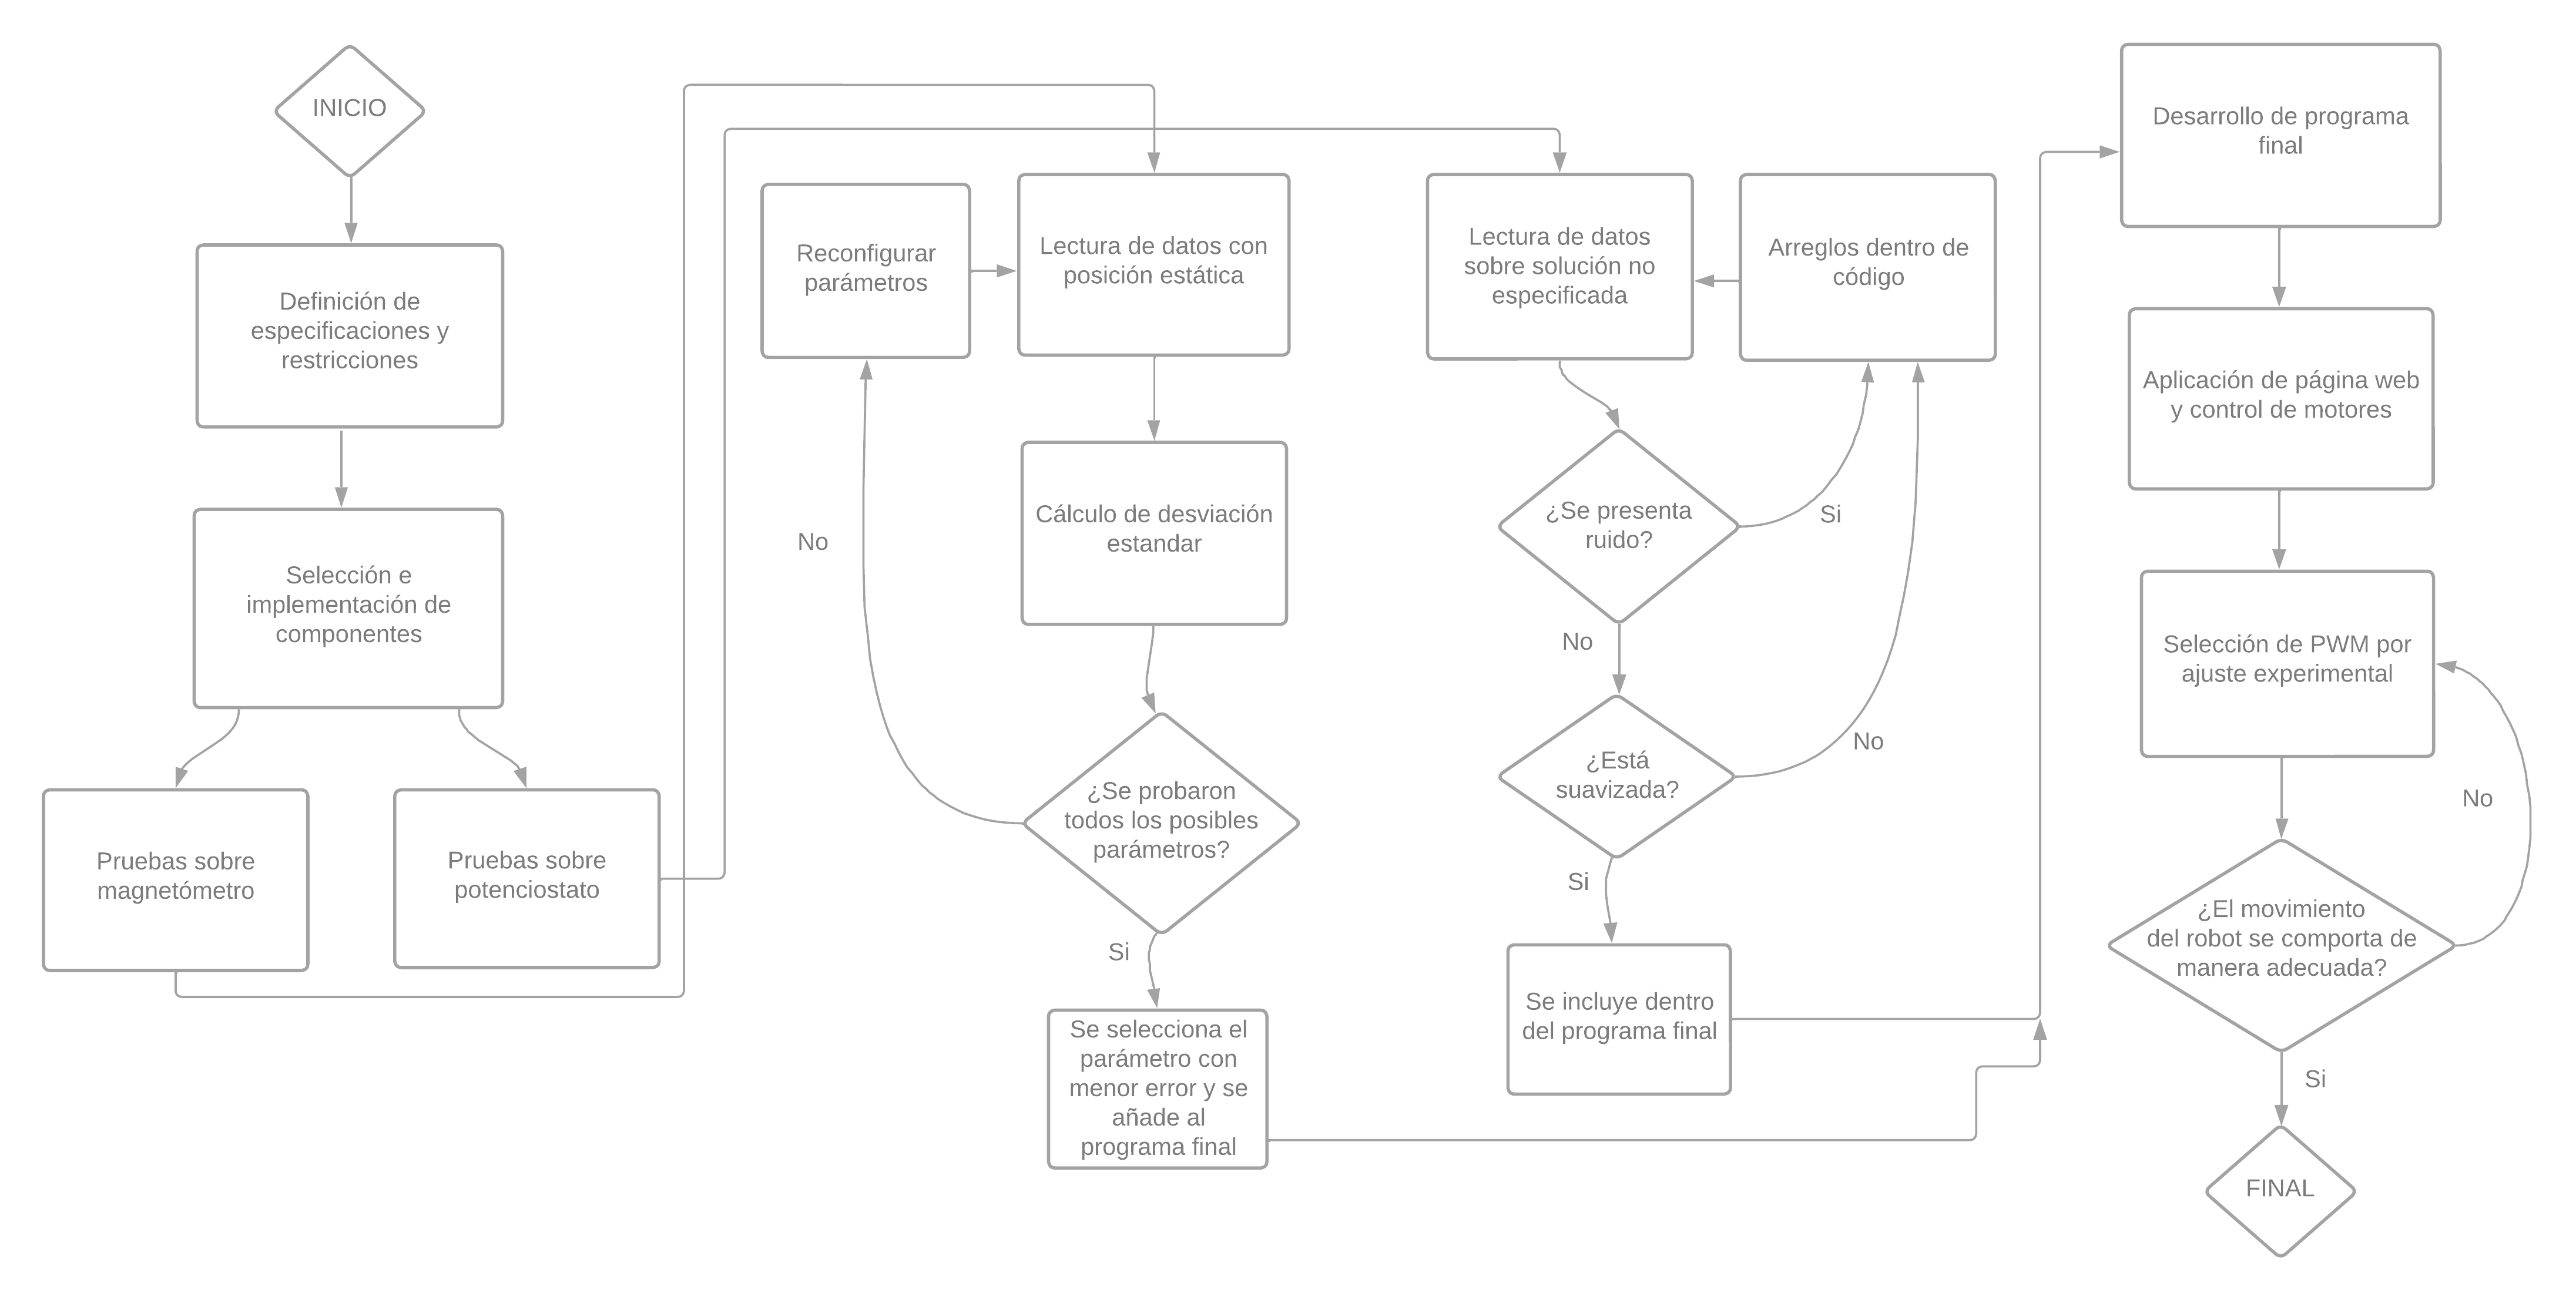 INICIO
Definición de
especificaciones y
restricciones
Selección e
implementación de
componentes
Pruebas sobre
magnetómetro
Pruebas sobre
potenciostato
Reconfigurar
parámetros
Lectura de datos con
posición estática
Cálculo de desviación
estandar
No
¿Se probaron
todos los posibles
parámetros?
Si
Se selecciona el
parámetro con
menor error y se
añade al
programa final
Lectura de datos
sobre solución no
especificada
Arreglos dentro de
código
¿Se presenta
ruido?
Si
No
¿Está
suavizada?
No
Si
Se incluye dentro
del programa final
Desarrollo de programa
final
Aplicación de página web
y control de motores
Selección de PWM por
ajuste experimental
No
¿El movimiento
del robot se comporta de
manera adecuada?
Si
FINAL